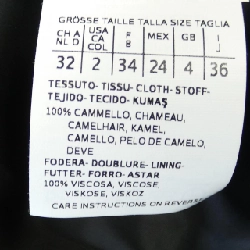 GRÖSSE TAILLE TALLA SIZE TAGLIA
CH A NL D USA CA COL F B MEX GB I
32 2 34 24 4 36
TESSUTO-TISSU-CLOTH-STOFF-
TEJIDO-TECIDO-KUMAŞ
100% CAMMELLO, CHAMEAU,
CAMELHAIR, KAMEL,
CAMELLO, PELO DE CAMELO,
DEVE
FODERA-DOUBLURE-LINING-
FUTTER-FORRO-ASTAR
100% VISCOSA, VISCOSE,
VISKOSE, VISKOZ
CARE INSTRUCTIONS ON REVERSE